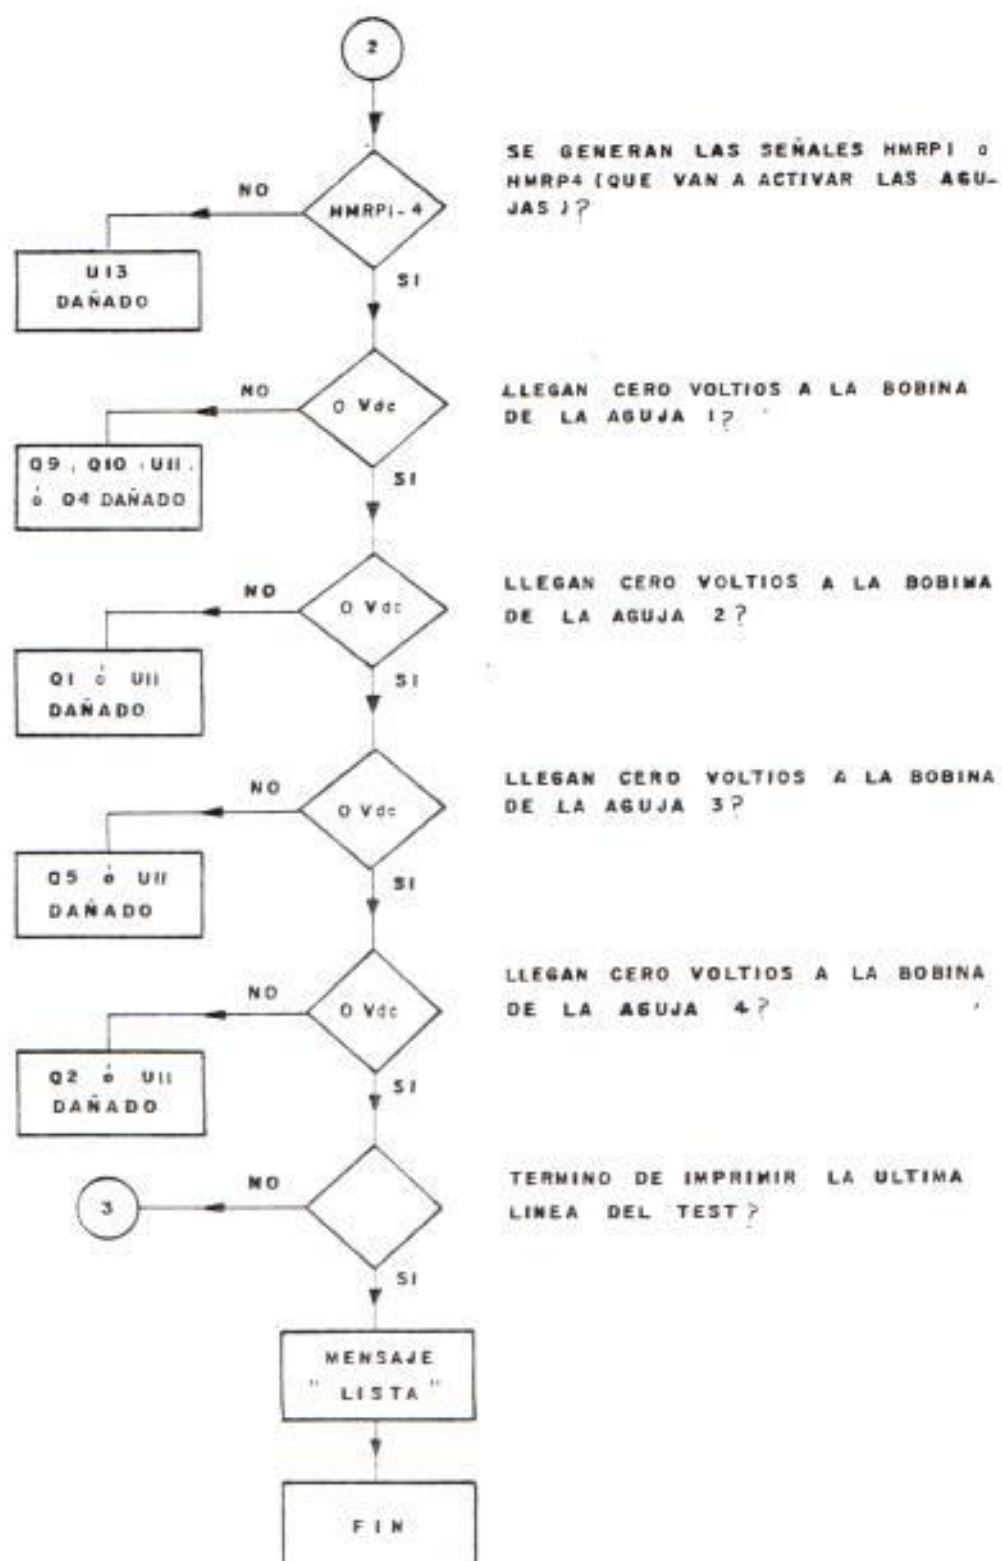 2
SE GENERAN LAS SEÑALES HMRP1 o
HMRP4 (QUE VAN A ACTIVAR LAS AGU-
JAS)?
NO
HMRP1-4
SI
U13
DAÑADO
LLEGAN CERO VOLTIOS A LA BOBINA
DE LA AGUJA 1?
NO
0 Vdc
SI
Q9, Q10, U11,
ó Q4 DAÑADO
LLEGAN CERO VOLTIOS A LA BOBINA
DE LA AGUJA 2?
NO
0 Vdc
SI
Q1 ó U11
DAÑADO
LLEGAN CERO VOLTIOS A LA BOBINA
DE LA AGUJA 3?
NO
0 Vdc
SI
Q5 ó U11
DAÑADO
LLEGAN CERO VOLTIOS A LA BOBINA
DE LA AGUJA 4?
NO
0 Vdc
SI
Q2 ó U11
DAÑADO
TERMINO DE IMPRIMIR LA ULTIMA
LINEA DEL TEST?
NO
3
SI
MENSAJE
" LISTA "
FIN